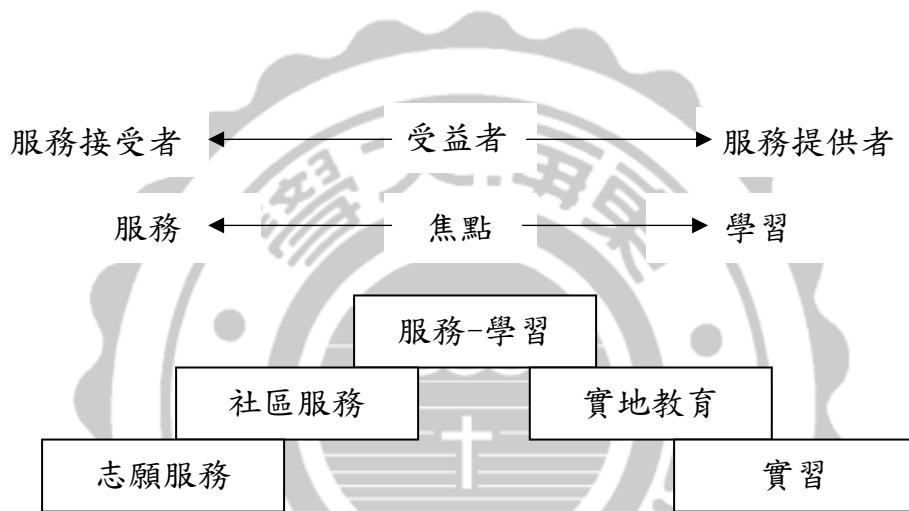 服務接受者 受益者 服務提供者
服務 焦點 學習
服務-學習
社區服務 實地教育
志願服務 實習